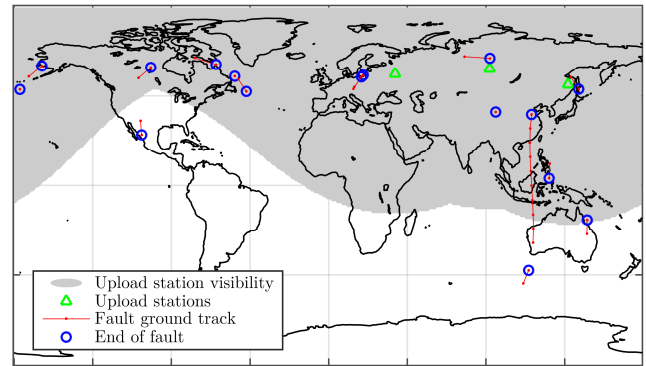 Upload station visibility
Upload stations
Fault ground track
End of fault